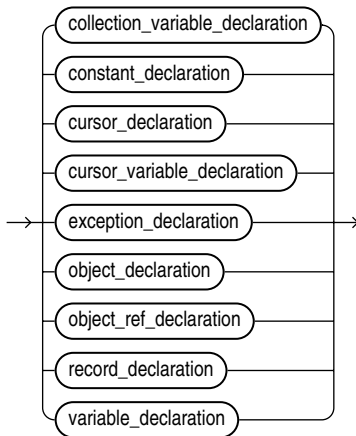 collection_variable_declaration
constant_declaration
cursor_declaration
cursor_variable_declaration
exception_declaration
object_declaration
object_ref_declaration
record_declaration
variable_declaration